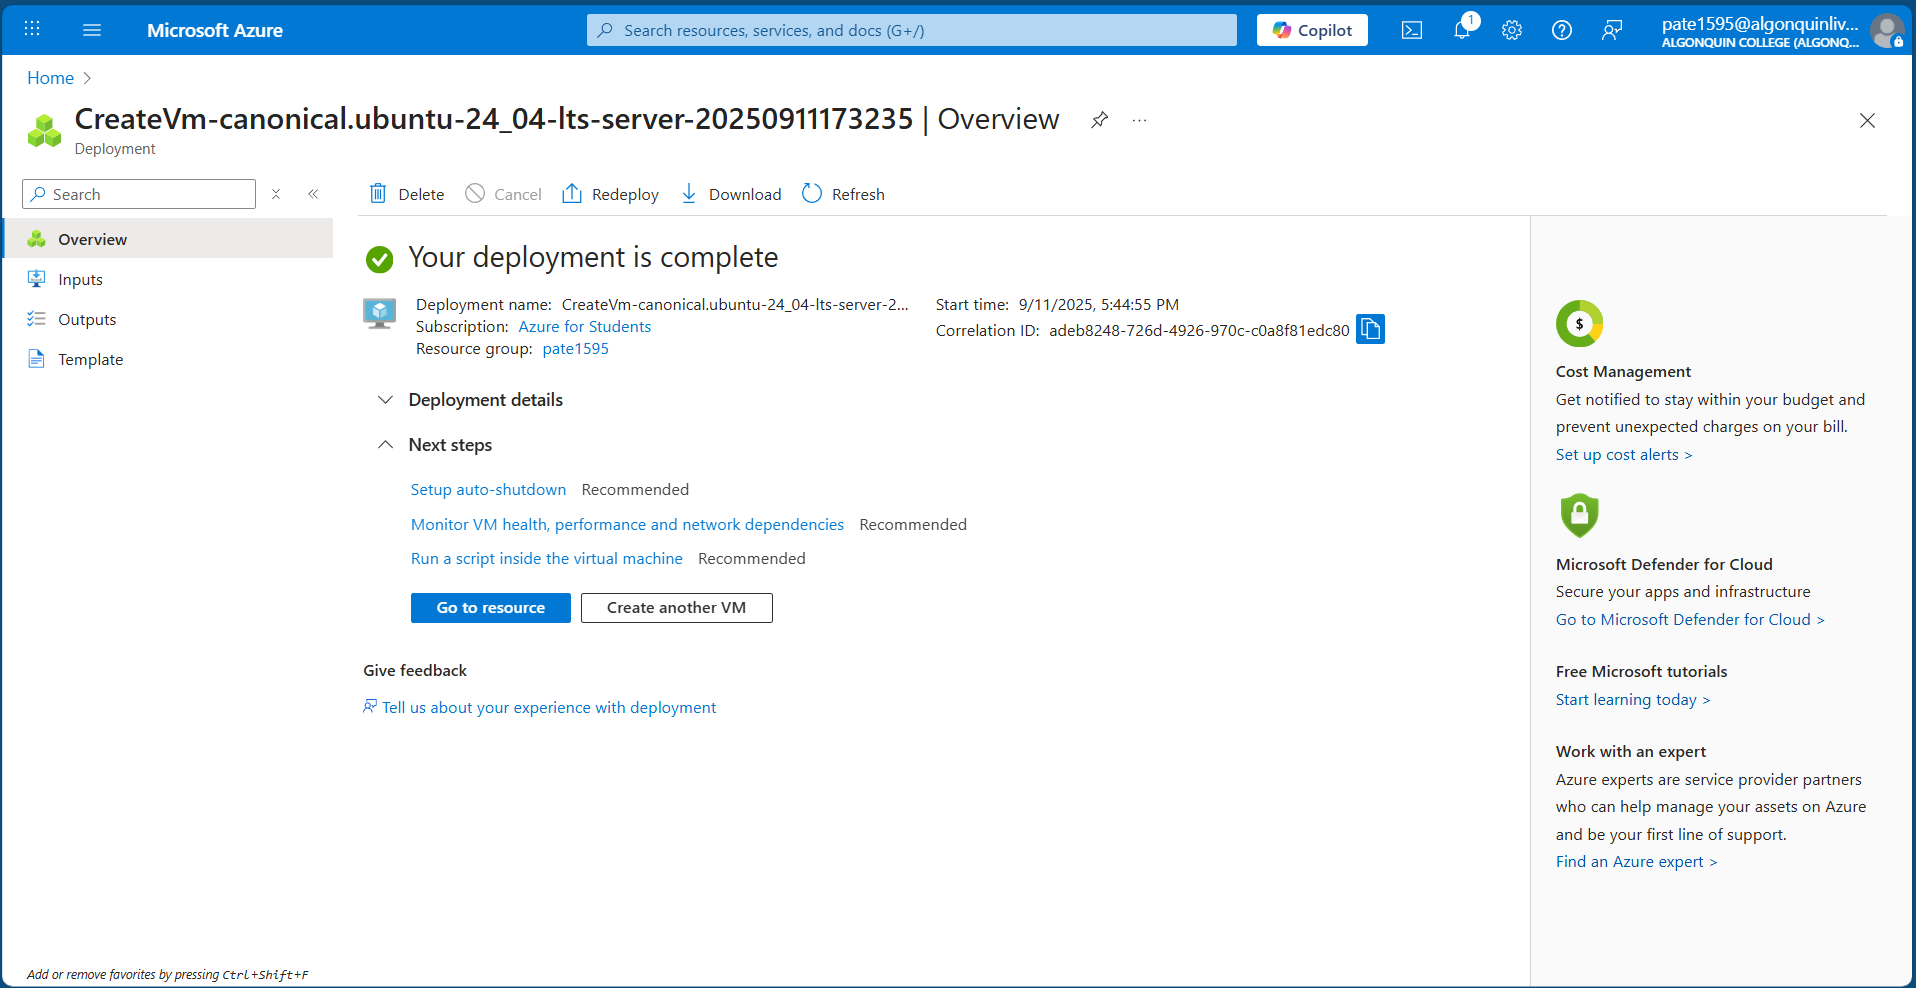 Microsoft Azure
Search resources, services, and docs (G+/)
Copilot
1
pate1595@algonquinliv...
ALGONQUIN COLLEGE (ALGONQ...
Home
CreateVm-canonical.ubuntu-24_04-lts-server-20250911173235 | Overview
Deployment
Search
Delete
Cancel
Redeploy
Download
Refresh
Overview
Inputs
Outputs
Template
Your deployment is complete
Deployment name: CreateVm-canonical.ubuntu-24_04-lts-server-2...
Subscription: Azure for Students
Resource group: pate1595
Start time: 9/11/2025, 5:44:55 PM
Correlation ID: adeb8248-726d-4926-970c-c0a8f81edc80
Deployment details
Next steps
Setup auto-shutdown Recommended
Monitor VM health, performance and network dependencies Recommended
Run a script inside the virtual machine Recommended
Go to resource
Create another VM
Give feedback
Tell us about your experience with deployment
$
Cost Management
Get notified to stay within your budget and
prevent unexpected charges on your bill.
Set up cost alerts >
Microsoft Defender for Cloud
Secure your apps and infrastructure
Go to Microsoft Defender for Cloud >
Free Microsoft tutorials
Start learning today >
Work with an expert
Azure experts are service provider partners
who can help manage your assets on Azure
and be your first line of support.
Find an Azure expert >
Add or remove favorites by pressing Ctrl+Shift+F